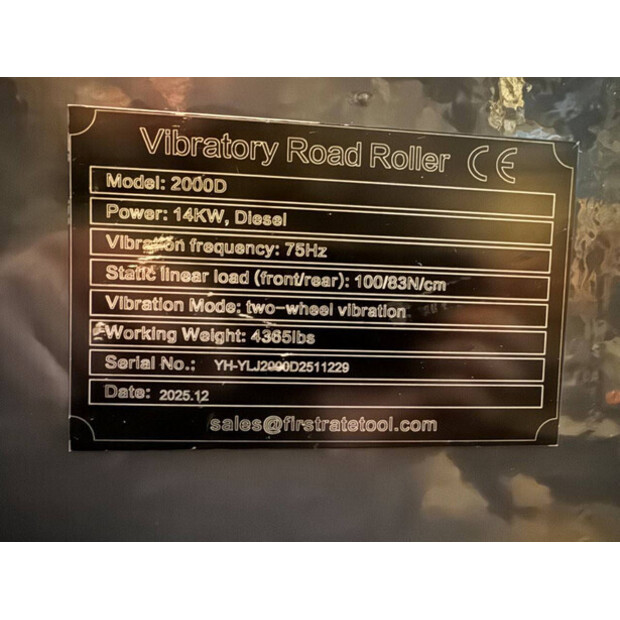 Vibratory Road Roller CE
Model: 2000D
Power: 14KW, Diesel
Vibration frequency: 75Hz
Static linear load (front/rear): 100/83N/cm
Vibration Mode: two-wheel vibration
Working Weight: 4365lbs
Serial No.: YH-YLJ2000D2511229
Date: 2025.12
sales@firstratetool.com